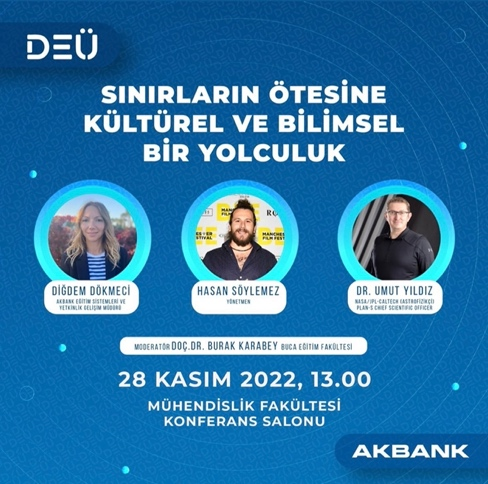 DEÜ
SINIRLARIN ÖTESİNE
KÜLTÜREL VE BİLİMSEL
BİR YOLCULUK
MANCHESTER
FILM FESTIVAL
DİĞDEM DÖKMECİ
AKBANK EĞİTİM SİSTEMLERİ VE
YETKİNLİK GELİŞİM MÜDÜRÜ
HASAN SÖYLEMEZ
YÖNETMEN
DR. UMUT YILDIZ
NASA/JPL-CALTECH (ASTROFİZİKÇİ)
PLAN-S CHIEF SCIENTIFIC OFFICER
MODERATÖR DOÇ.DR. BURAK KARABEY BUCA EĞİTİM FAKÜLTESİ
28 KASIM 2022, 13.00
MÜHENDİSLİK FAKÜLTESİ
KONFERANS SALONU
AKBANK